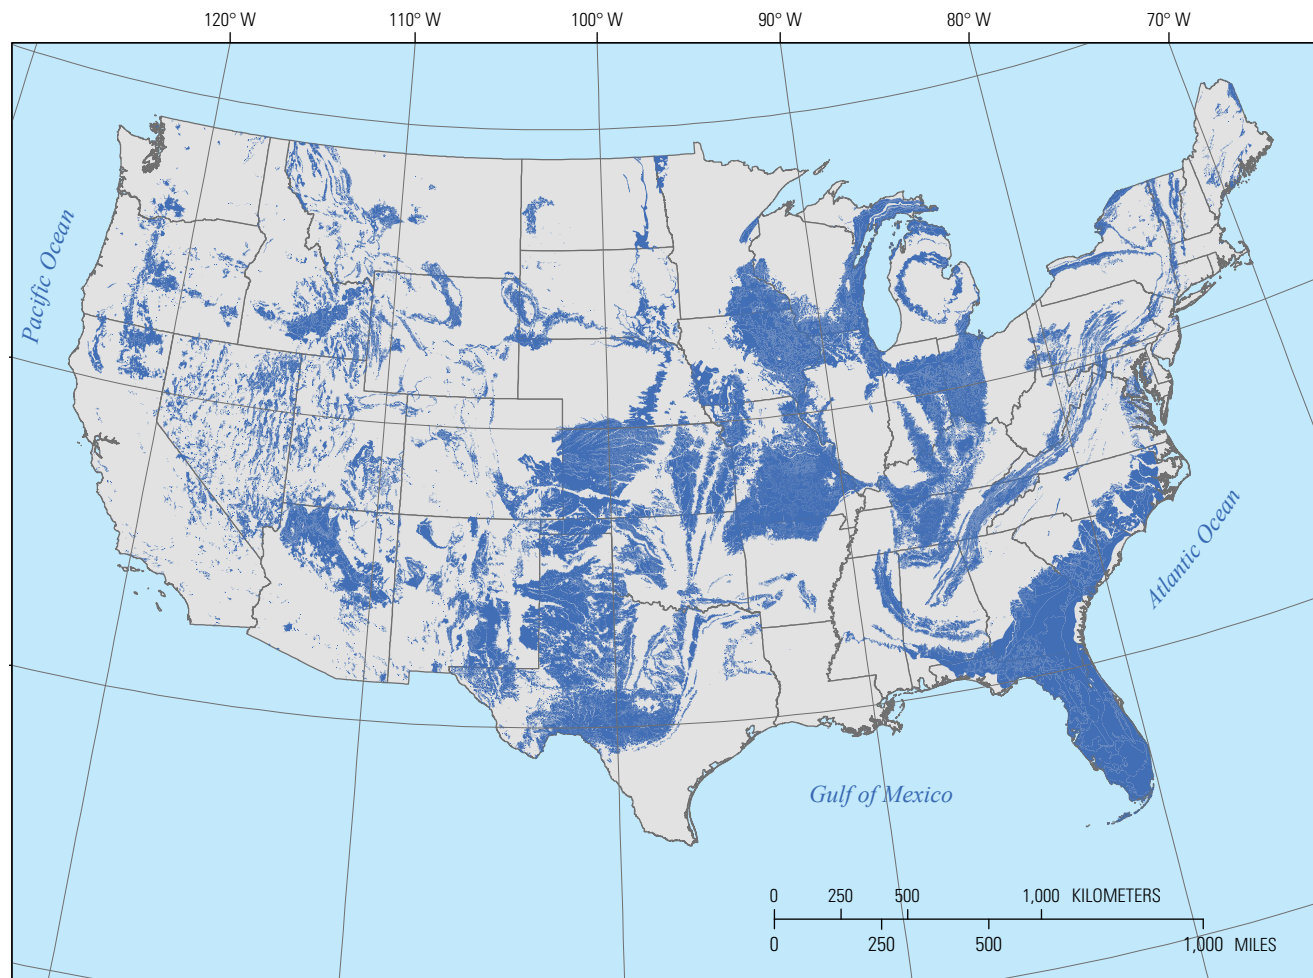 120° W 110° W 100° W 90° W 80° W 70° W
Pacific Ocean
Atlantic Ocean
Gulf of Mexico
0 250 500 1,000 KILOMETERS
0 250 500 1,000 MILES